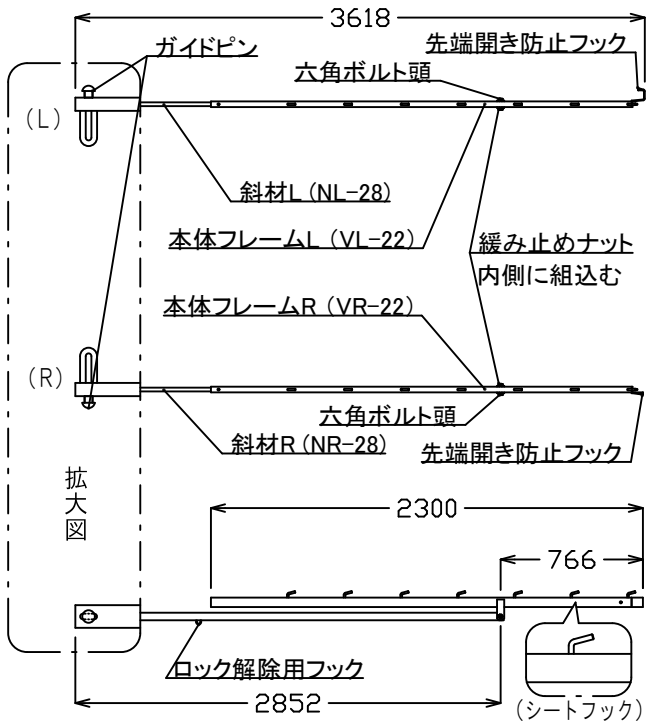 3618
ガイドピン
先端開き防止フック
六角ボルト頭
(L)
斜材L (NL-28)
本体フレームL (VL-22)
緩み止めナット
内側に組込む
本体フレームR (VR-22)
(R)
六角ボルト頭
斜材R (NR-28)
先端開き防止フック
拡大図
2300
766
ロック解除用フック
2852
(シートフック)